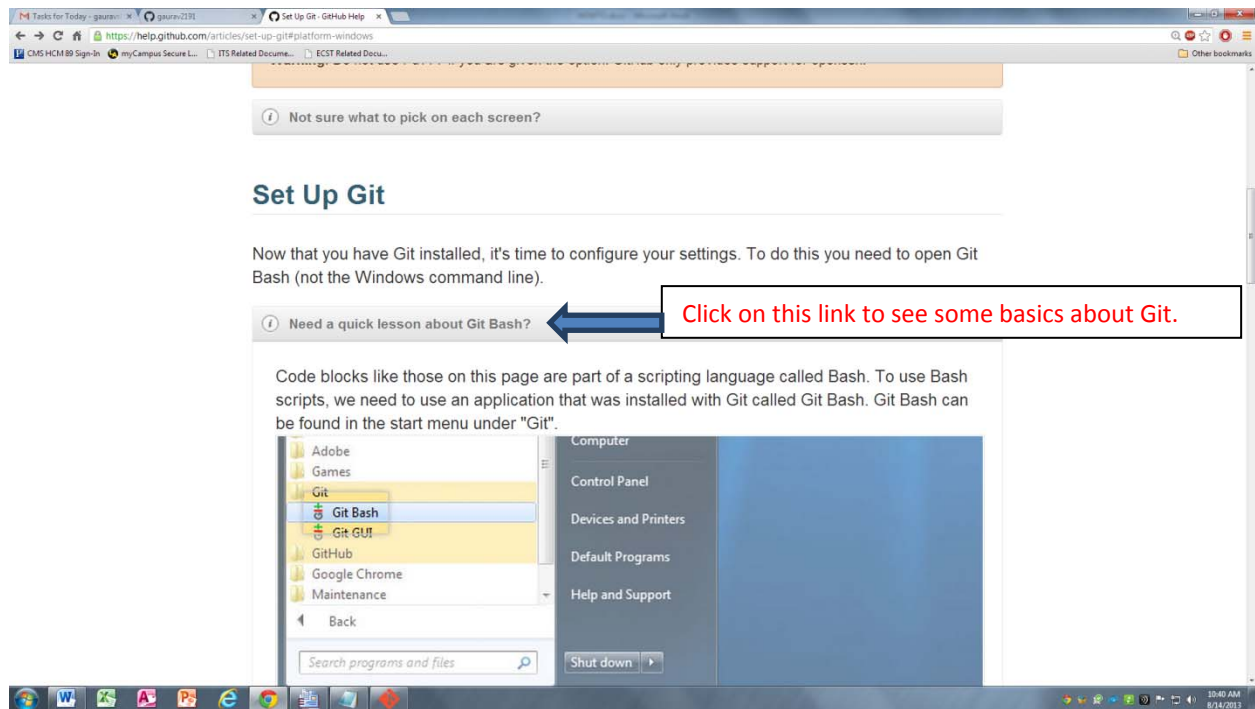 Tasks for Today - gaurav
gaurav2191
Set Up Git · GitHub Help
https://help.github.com/articles/set-up-git#platform-windows
CMS HCM 89 Sign-In
myCampus Secure L...
ITS Related Docume...
ECST Related Docu...
Other bookmarks
Not sure what to pick on each screen?
Set Up Git
Now that you have Git installed, it's time to configure your settings. To do this you need to open Git
Bash (not the Windows command line).
Need a quick lesson about Git Bash?
Click on this link to see some basics about Git.
Code blocks like those on this page are part of a scripting language called Bash. To use Bash
scripts, we need to use an application that was installed with Git called Git Bash. Git Bash can
be found in the start menu under "Git".
Adobe
Games
Git
Git Bash
Git GUI
GitHub
Google Chrome
Maintenance
Back
Search programs and files
Computer
Control Panel
Devices and Printers
Default Programs
Help and Support
Shut down
10:40 AM
8/14/2013